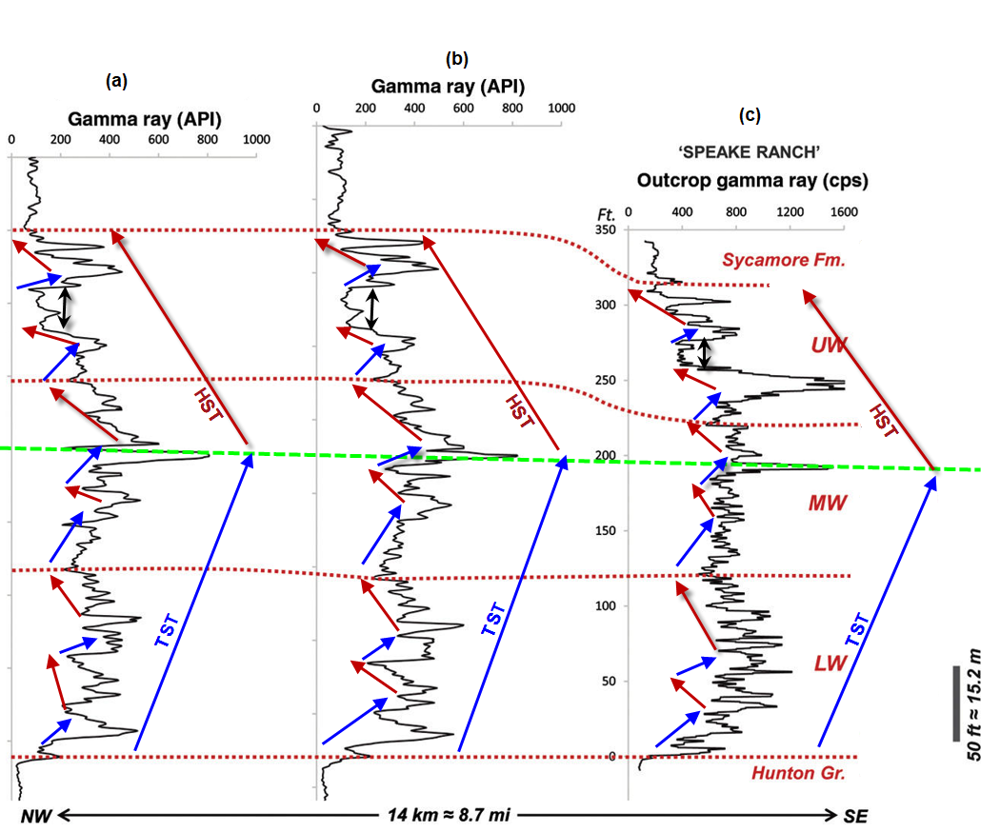 (a)
Gamma ray (API)
0 200 400 600 800 1000
(b)
Gamma ray (API)
0 200 400 600 800 1000
(c)
'SPEAKE RANCH'
Outcrop gamma ray (cps)
Ft.
0 400 800 1200 1600
350
300
250
200
150
100
50
0
Sycamore Fm.
UW
MW
LW
Hunton Gr.
HST
HST
HST
TST
TST
TST
50 ft ≈ 15.2 m
NW
14 km ≈ 8.7 mi
SE